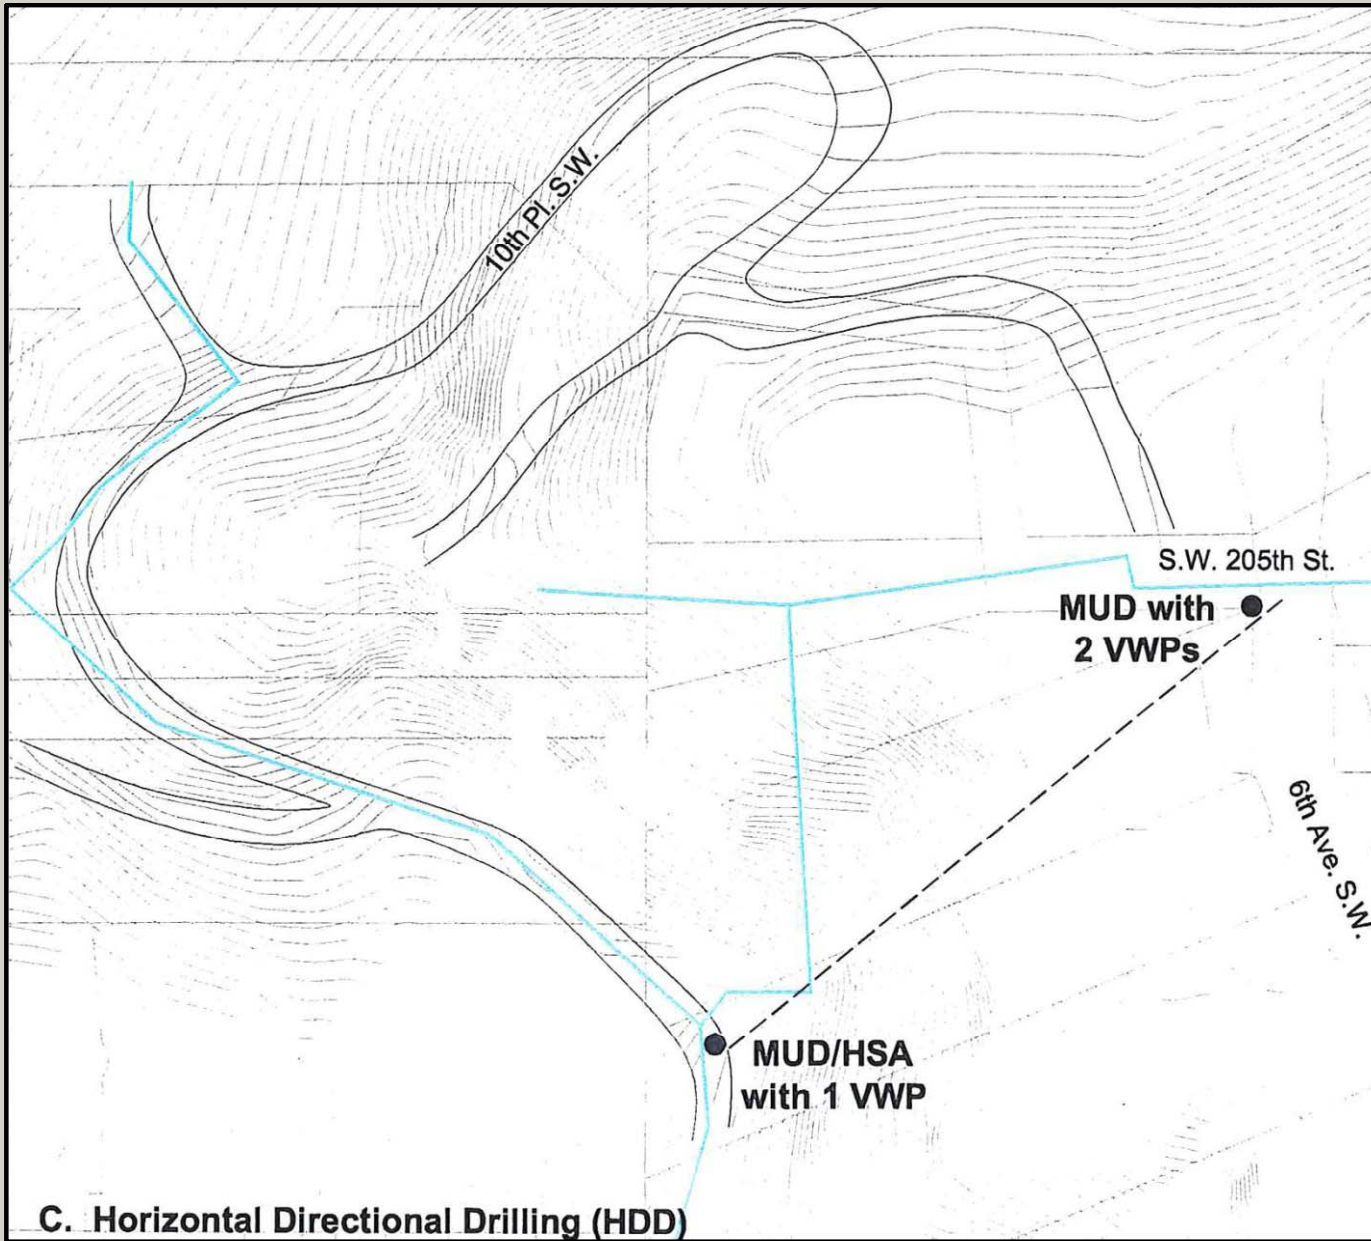 10th Pl. S.W.
S.W. 205th St.
MUD with
2 VWPs
6th Ave. S.W.
MUD/HSA
with 1 VWP
C. Horizontal Directional Drilling (HDD)